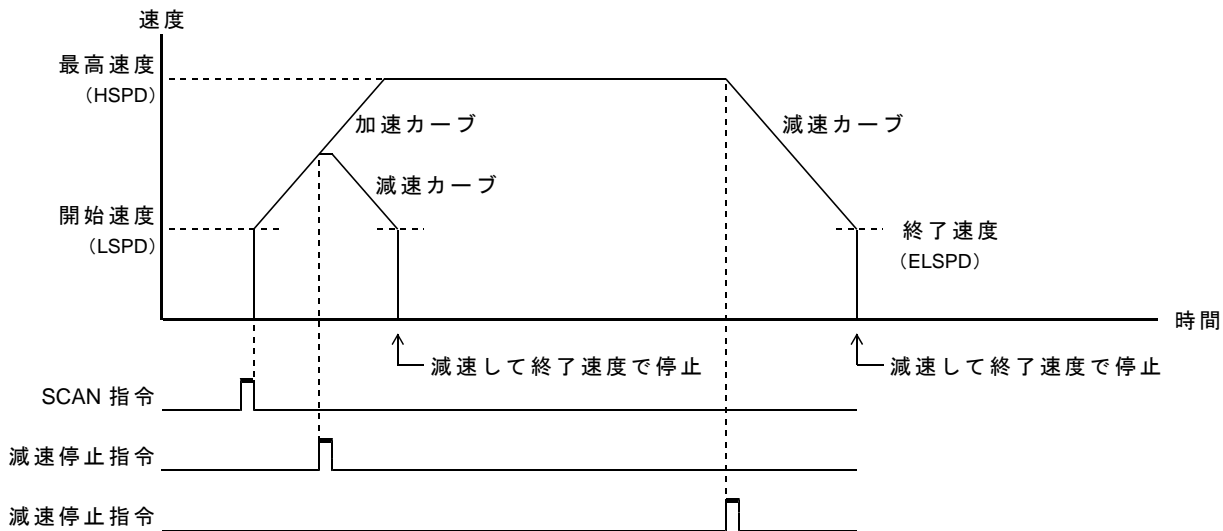 速度
最高速度
（HSPD）
加速カーブ
減速カーブ
減速カーブ
開始速度
（LSPD）
終了速度
（ELSPD）
時間
減速して終了速度で停止
減速して終了速度で停止
SCAN 指令
減速停止指令
減速停止指令